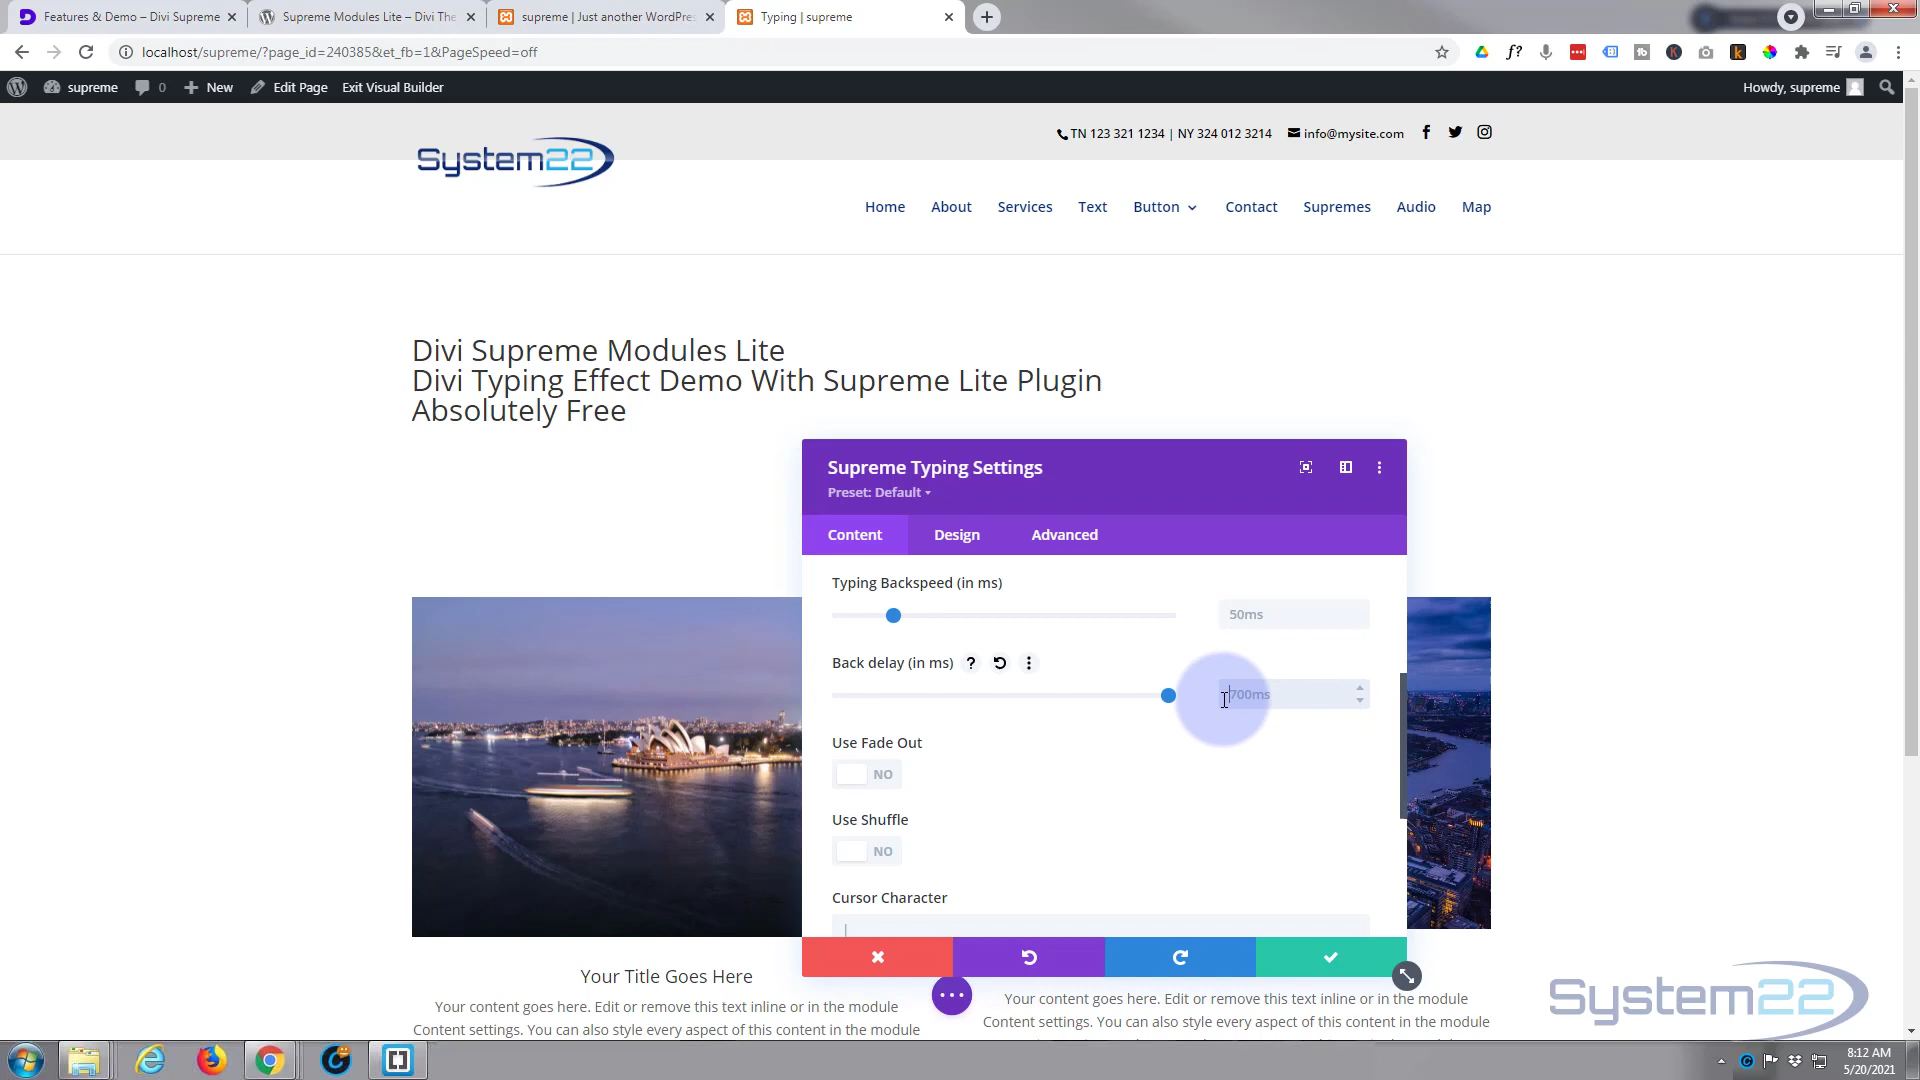 Features & Demo – Divi Supreme
Supreme Modules Lite – Divi The
supreme | Just another WordPres
Typing | supreme
localhost/supreme/?page_id=240385&et_fb=1&PageSpeed=off
supreme
0
New
Edit Page
Exit Visual Builder
Howdy, supreme
TN 123 321 1234 | NY 324 012 3214
info@mysite.com
System22
Home
About
Services
Text
Button
Contact
Supremes
Audio
Map
Divi Supreme Modules Lite
Divi Typing Effect Demo With Supreme Lite Plugin
Absolutely Free
Supreme Typing Settings
Preset: Default
Content
Design
Advanced
Typing Backspeed (in ms)
50ms
Back delay (in ms)
700ms
Use Fade Out
NO
Use Shuffle
NO
Cursor Character
|
Your Title Goes Here
Your content goes here. Edit or remove this text inline or in the module
Content settings. You can also style every aspect of this content in the module
Your content goes here. Edit or remove this text inline or in the module
Content settings. You can also style every aspect of this content in the module
System22
8:12 AM
5/20/2021